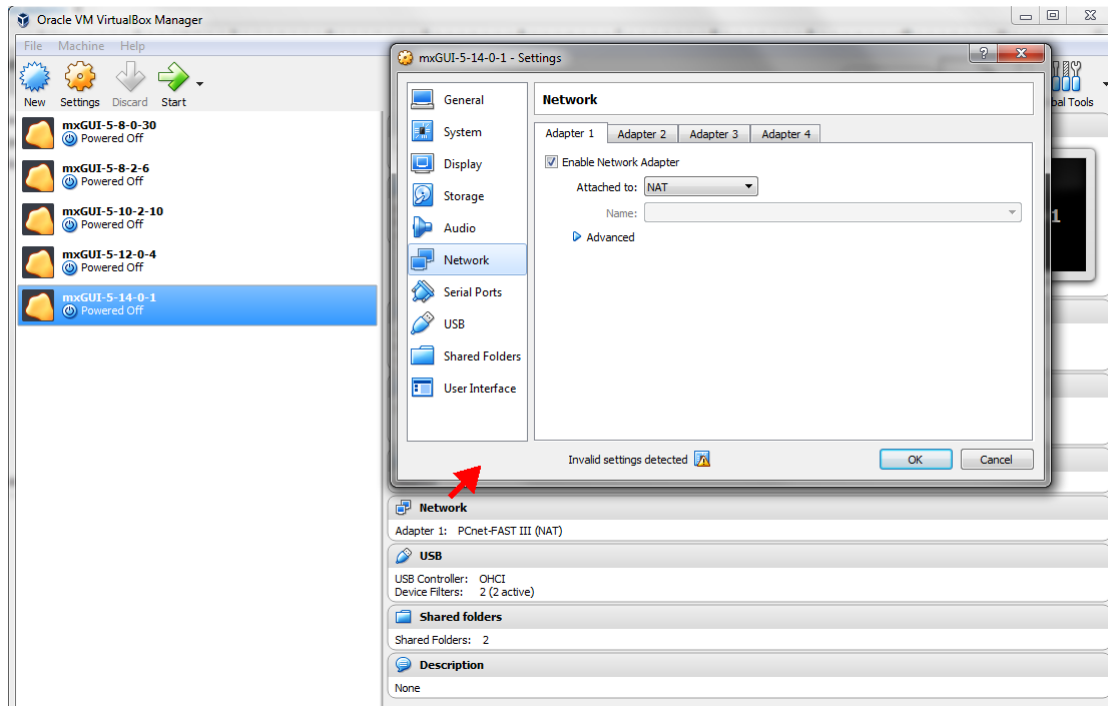 Oracle VM VirtualBox Manager
File Machine Help
New Settings Discard Start
bal Tools
mxGUI-5-8-0-30
Powered Off
mxGUI-5-8-2-6
Powered Off
mxGUI-5-10-2-10
Powered Off
mxGUI-5-12-0-4
Powered Off
mxGUI-5-14-0-1
Powered Off
mxGUI-5-14-0-1 - Settings
General
System
Display
Storage
Audio
Network
Serial Ports
USB
Shared Folders
User Interface
Network
Adapter 1 Adapter 2 Adapter 3 Adapter 4
Enable Network Adapter
Attached to: NAT
Name:
Advanced
Invalid settings detected
OK Cancel
1
Network
Adapter 1: PCnet-FAST III (NAT)
USB
USB Controller: OHCI
Device Filters: 2 (2 active)
Shared folders
Shared Folders: 2
Description
None